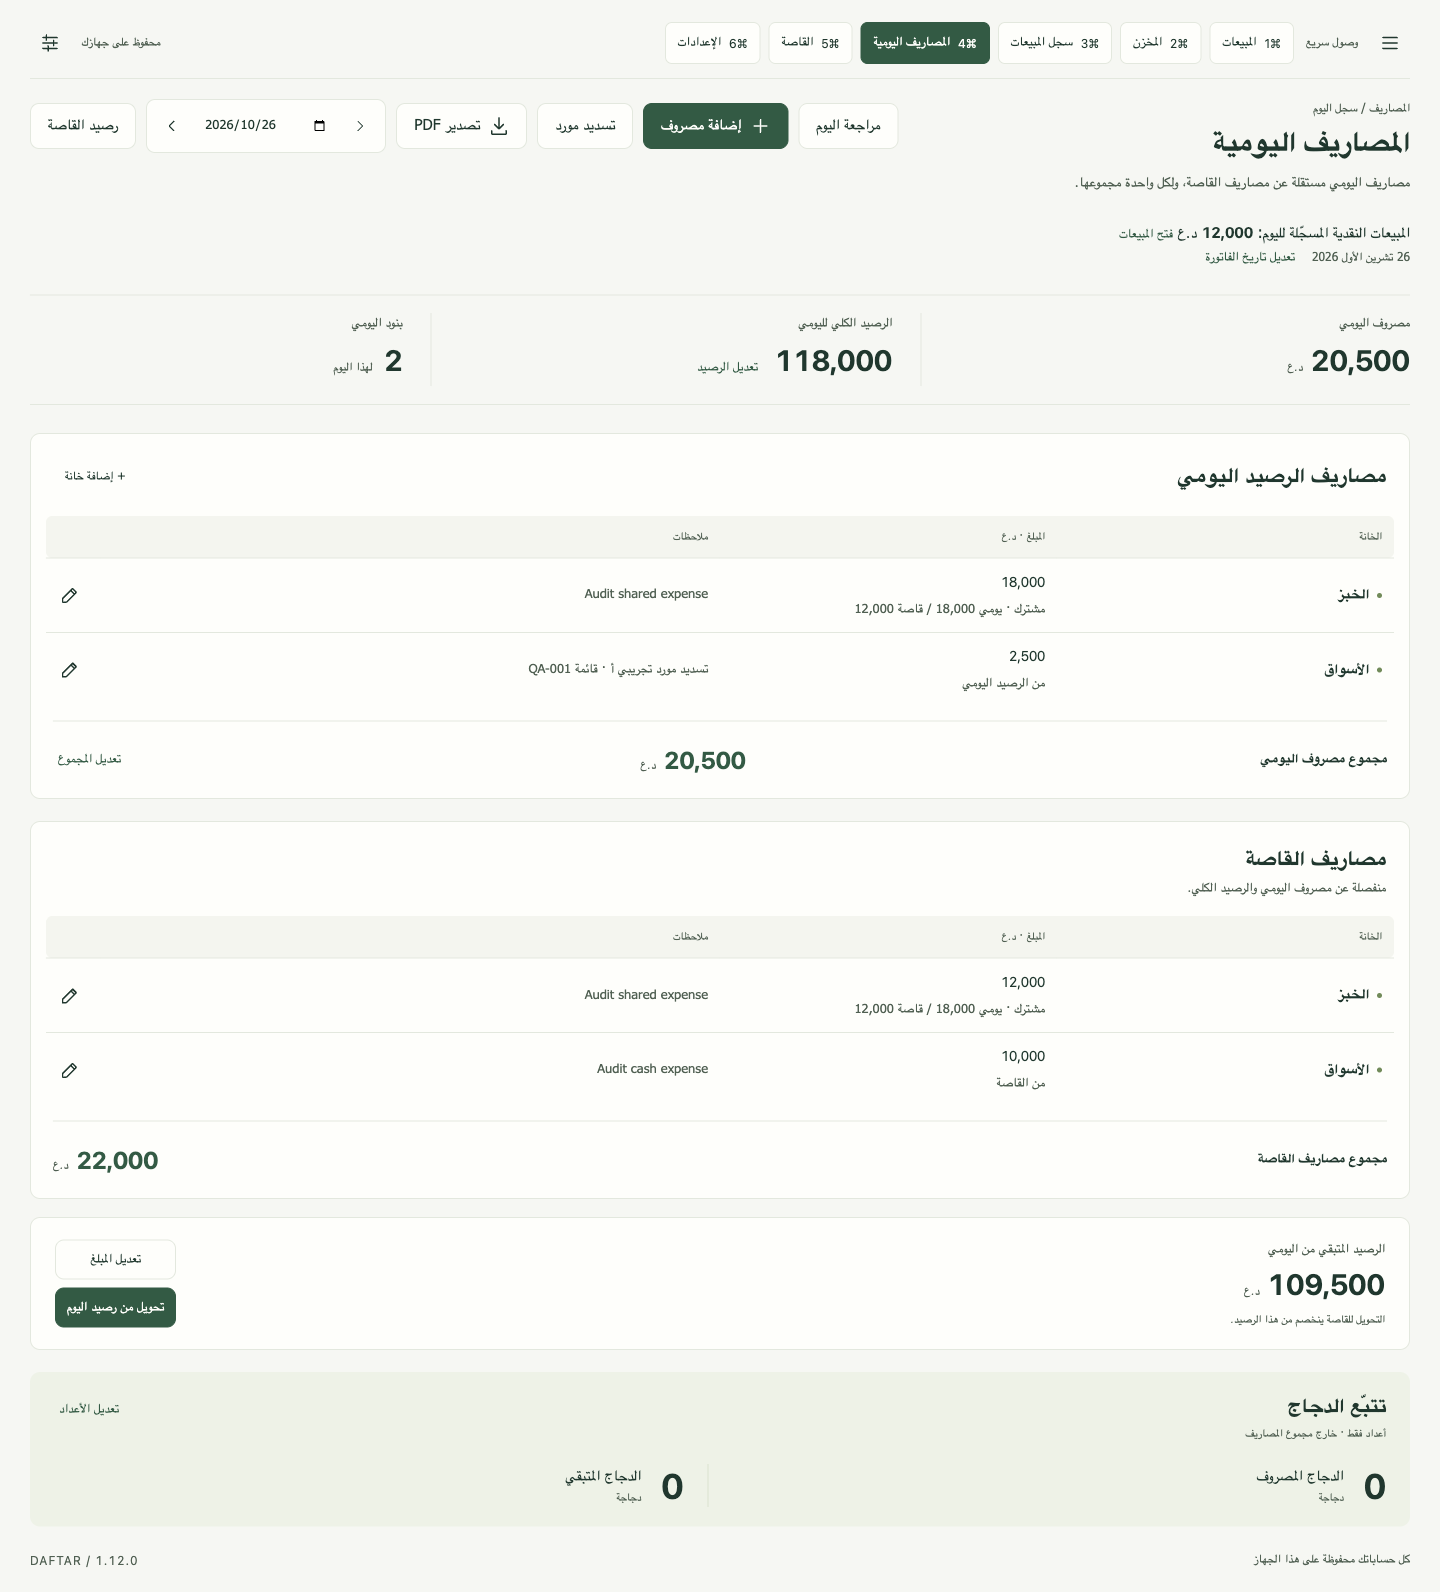 وصول سريع
⌘1 المبيعات
⌘2 المخزن
⌘3 سجل المبيعات
⌘4 المصاريف اليومية
⌘5 القاصة
⌘6 الإعدادات
محفوظ على جهازك
المصاريف / سجل اليوم
المصاريف اليومية
مصاريف اليومي مستقلة عن مصاريف القاصة، ولكل واحدة مجموعها.
مراجعة اليوم
إضافة مصروف
تسديد مورد
تصدير PDF
2026/10/26
رصيد القاصة
المبيعات النقدية المسجّلة لليوم: 12,000 د.ع فتح المبيعات
26 تشرين الأول 2026 تعديل تاريخ الفاتورة
مصروف اليومي
20,500 د.ع
الرصيد الكلي لليومي
118,000 تعديل الرصيد
بنود اليومي
2 لهذا اليوم
مصاريف الرصيد اليومي
+ إضافة خانة
الخانة المبلغ · د.ع ملاحظات
الخبز 18,000 Audit shared expense
مشترك · يومي 18,000 / قاصة 12,000
الأسواق 2,500 تسديد مورد تجريبي أ · قائمة QA-001
من الرصيد اليومي
مجموع مصروف اليومي 20,500 د.ع تعديل المجموع
مصاريف القاصة
منفصلة عن مصروف اليومي والرصيد الكلي.
الخانة المبلغ · د.ع ملاحظات
الخبز 12,000 Audit shared expense
مشترك · يومي 18,000 / قاصة 12,000
الأسواق 10,000 Audit cash expense
من القاصة
مجموع مصاريف القاصة 22,000 د.ع
الرصيد المتبقي من اليومي
109,500 د.ع
التحويل للقاصة ينخصم من هذا الرصيد.
تعديل المبلغ
تحويل من رصيد اليوم
تتبّع الدجاج
أعداد فقط · خارج مجموع المصاريف
تعديل الأعداد
0 الدجاج المصروف
دجاجة
0 الدجاج المتبقي
دجاجة
كل حساباتك محفوظة على هذا الجهاز
DAFTAR / 1.12.0